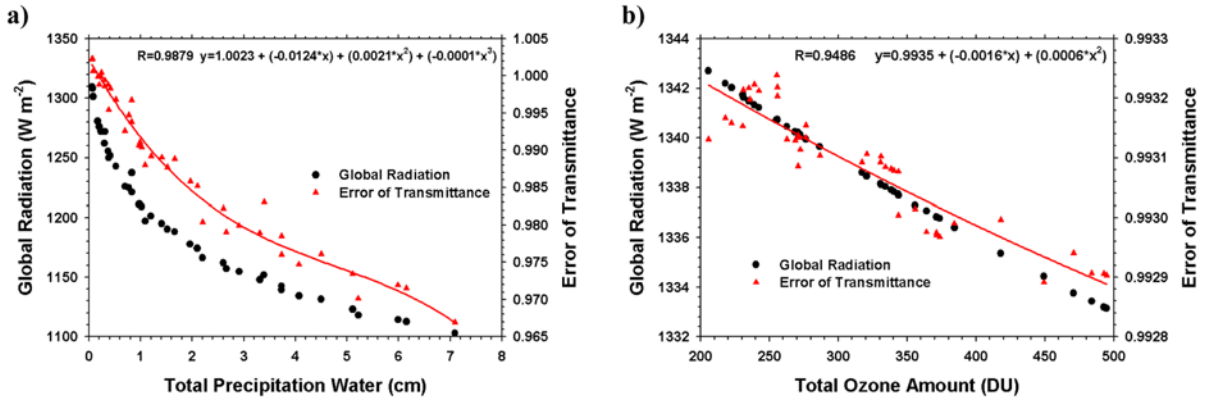 a)
R=0.9879 y=1.0023 + (-0.0124*x) + (0.0021*x²) + (-0.0001*x³)
Global Radiation (W m⁻²)
1350
1300
1250
1200
1150
1100
1.005
1.000
0.995
0.990
0.985
0.980
0.975
0.970
0.965
Error of Transmittance
Global Radiation
Error of Transmittance
0 1 2 3 4 5 6 7 8
Total Precipitation Water (cm)
b)
R=0.9486 y=0.9935 + (-0.0016*x) + (0.0006*x²)
Global Radiation (W m⁻²)
1344
1342
1340
1338
1336
1334
1332
0.9933
0.9932
0.9931
0.9930
0.9929
0.9928
Error of Transmittance
Global Radiation
Error of Transmittance
200 250 300 350 400 450 500
Total Ozone Amount (DU)